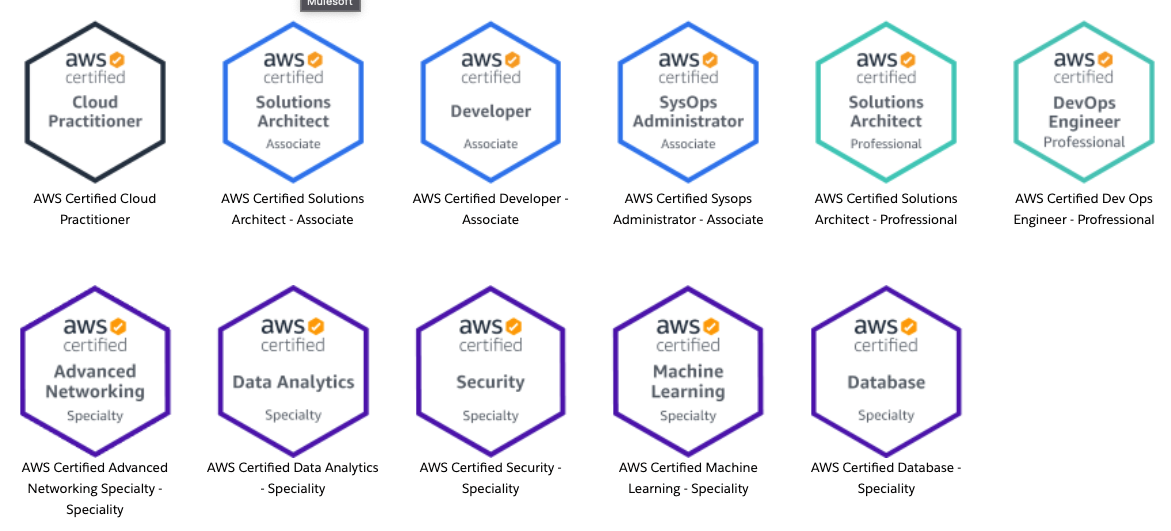 Mulesoft
aws
certified
Cloud
Practitioner
AWS Certified Cloud
Practitioner
aws
certified
Solutions
Architect
Associate
AWS Certified Solutions
Architect - Associate
aws
certified
Developer
Associate
AWS Certified Developer -
Associate
aws
certified
SysOps
Administrator
Associate
AWS Certified Sysops
Administrator - Associate
aws
certified
Solutions
Architect
Professional
AWS Certified Solutions
Architect - Profressional
aws
certified
DevOps
Engineer
Professional
AWS Certified Dev Ops
Engineer - Profressional
aws
certified
Advanced
Networking
Specialty
AWS Certified Advanced
Networking Specialty -
Speciality
aws
certified
Data Analytics
Specialty
AWS Certified Data Analytics
- Speciality
aws
certified
Security
Specialty
AWS Certified Security -
Speciality
aws
certified
Machine
Learning
Specialty
AWS Certified Machine
Learning - Speciality
aws
certified
Database
Specialty
AWS Certified Database -
Speciality